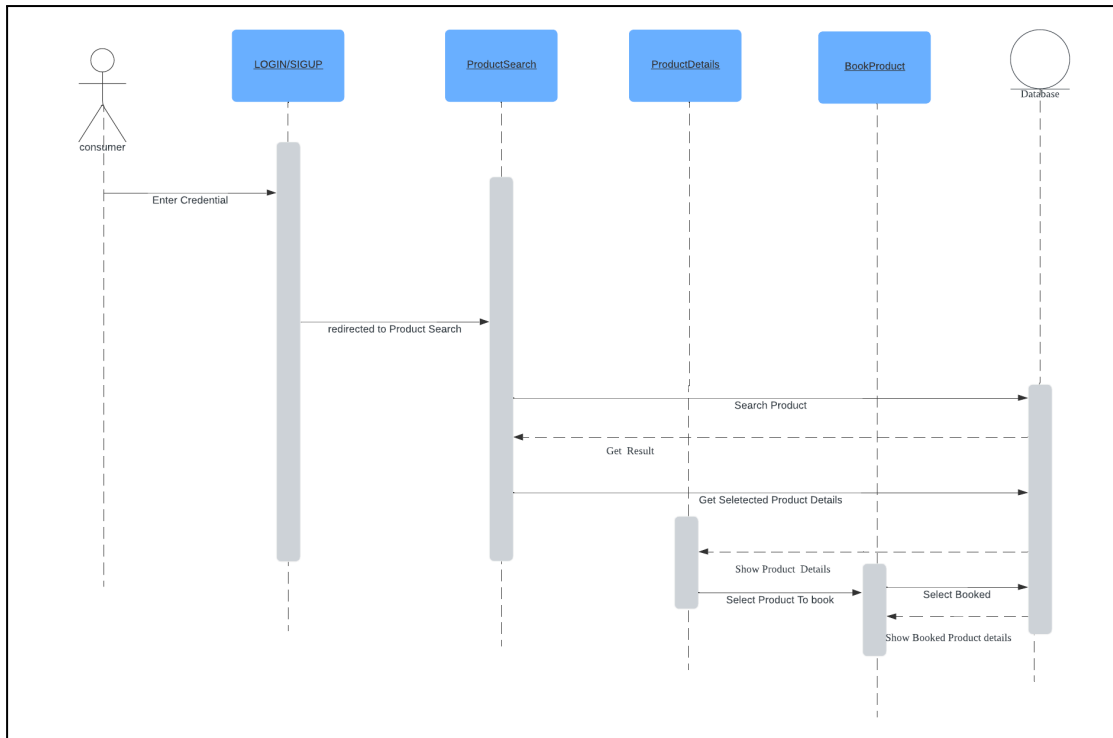 LOGIN/SIGUP
ProductSearch
ProductDetails
BookProduct
Database
consumer
Enter Credential
redirected to Product Search
Search Product
Get Result
Get Seletected Product Details
Show Product Details
Select Product To book
Select Booked
Show Booked Product details